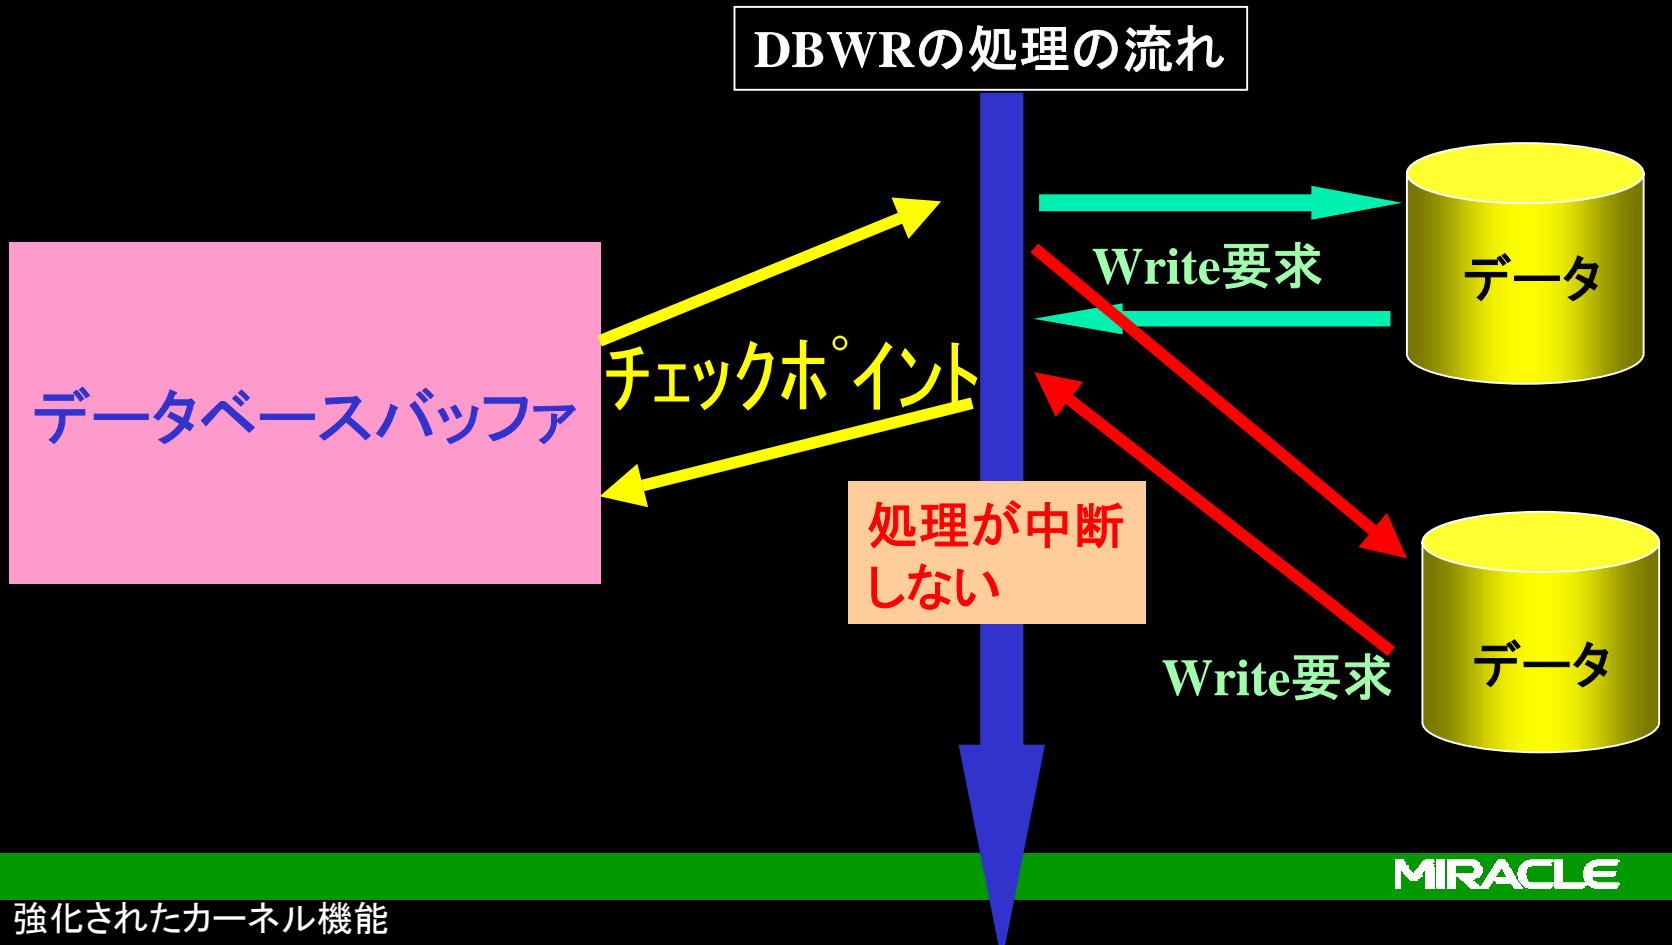 DBWRの処理の流れ
Write要求
データ
チェックポイント
データベースバッファ
処理が中断
しない
Write要求
データ
MIRACLE
強化されたカーネル機能